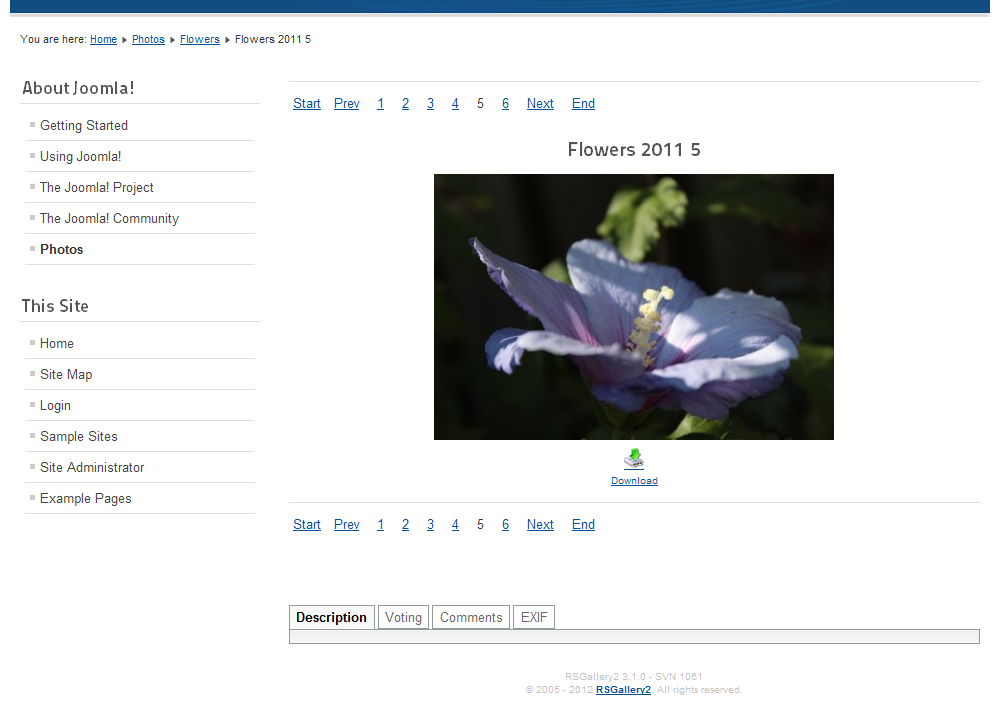 You are here: Home Photos Flowers Flowers 2011 5
About Joomla!
Getting Started
Using Joomla!
The Joomla! Project
The Joomla! Community
Photos
This Site
Home
Site Map
Login
Sample Sites
Site Administrator
Example Pages
Start Prev 1 2 3 4 5 6 Next End
Flowers 2011 5
Download
Start Prev 1 2 3 4 5 6 Next End
Description Voting Comments EXIF
RSGallery2 3.1.0 - SVN 1061
© 2005 - 2012 RSGallery2. All rights reserved.